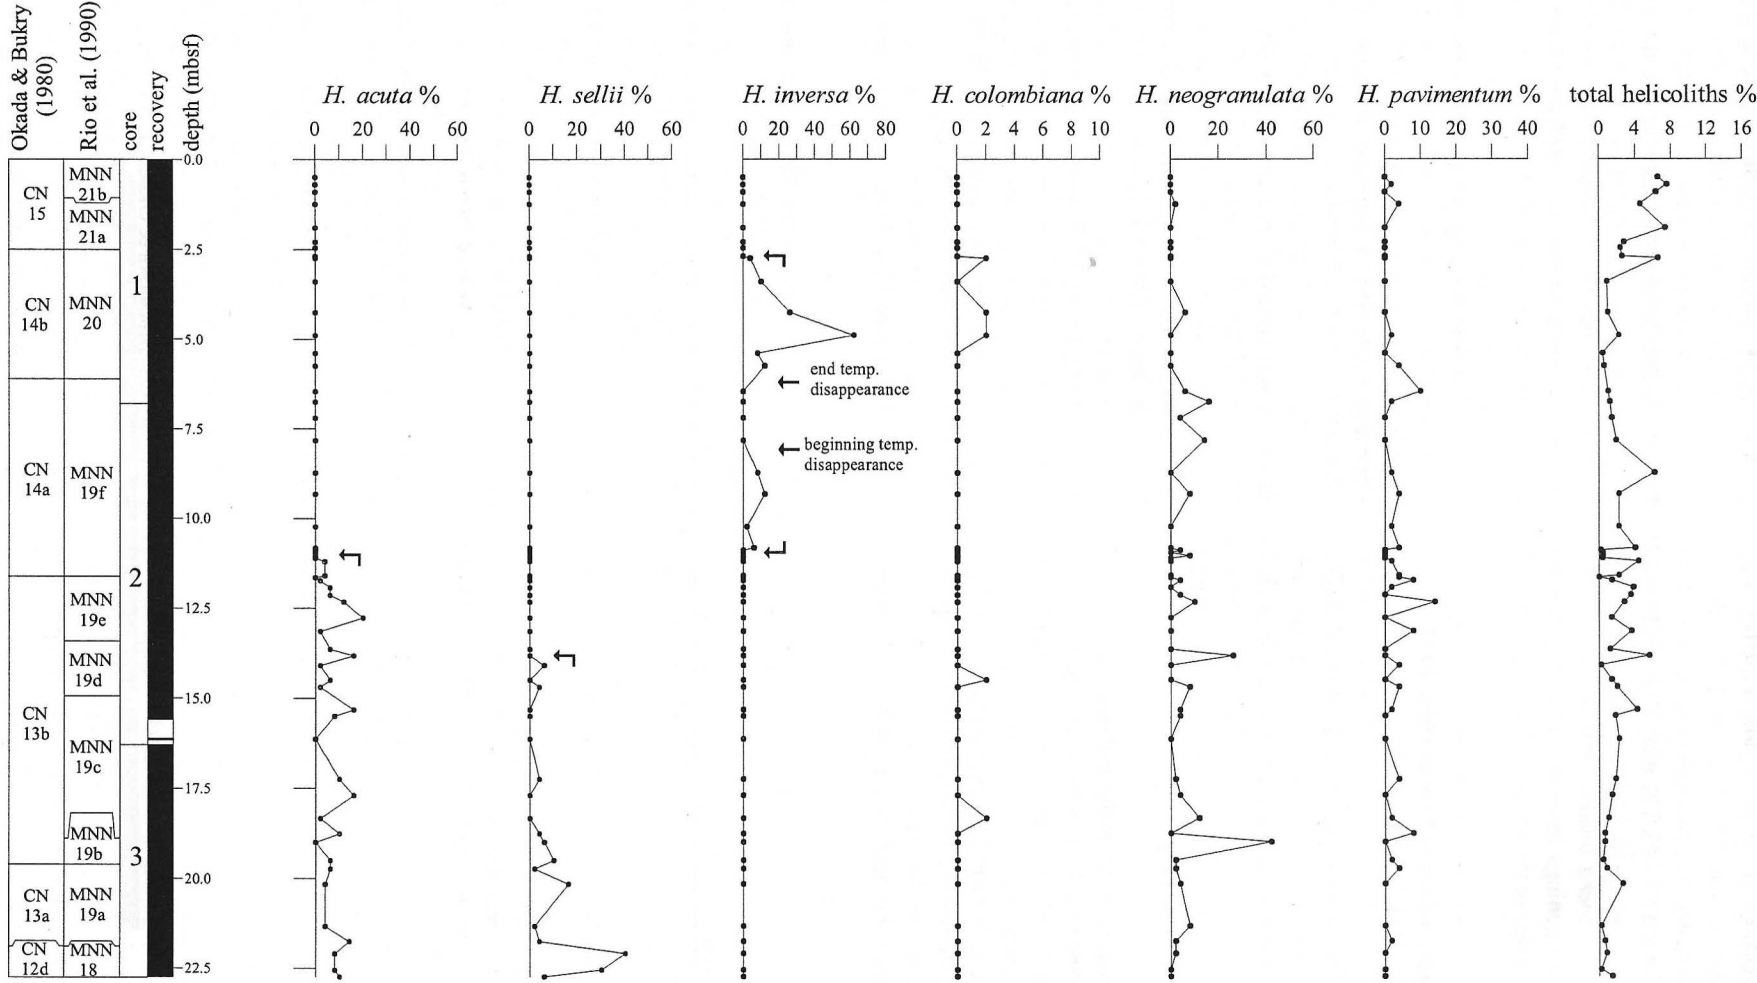 Okada & Bukry
(1980)
Rio et al. (1990)
core
recovery
depth (mbsf)
H. acuta %
H. sellii %
H. inversa %
H. colombiana %
H. neogranulata %
H. pavimentum %
total helicoliths %
0 20 40 60
0 20 40 60
0 20 40 60 80
0 2 4 6 8 10
0 20 40 60
0 10 20 30 40
0 4 8 12 16
0.0
2.5
5.0
7.5
10.0
12.5
15.0
17.5
20.0
22.5
CN
15
CN
14b
CN
14a
CN
13b
CN
13a
CN
12d
MNN
21b
MNN
21a
MNN
20
MNN
19f
MNN
19e
MNN
19d
MNN
19c
MNN
19b
MNN
19a
MNN
18
1
2
3
end temp.
disappearance
beginning temp.
disappearance